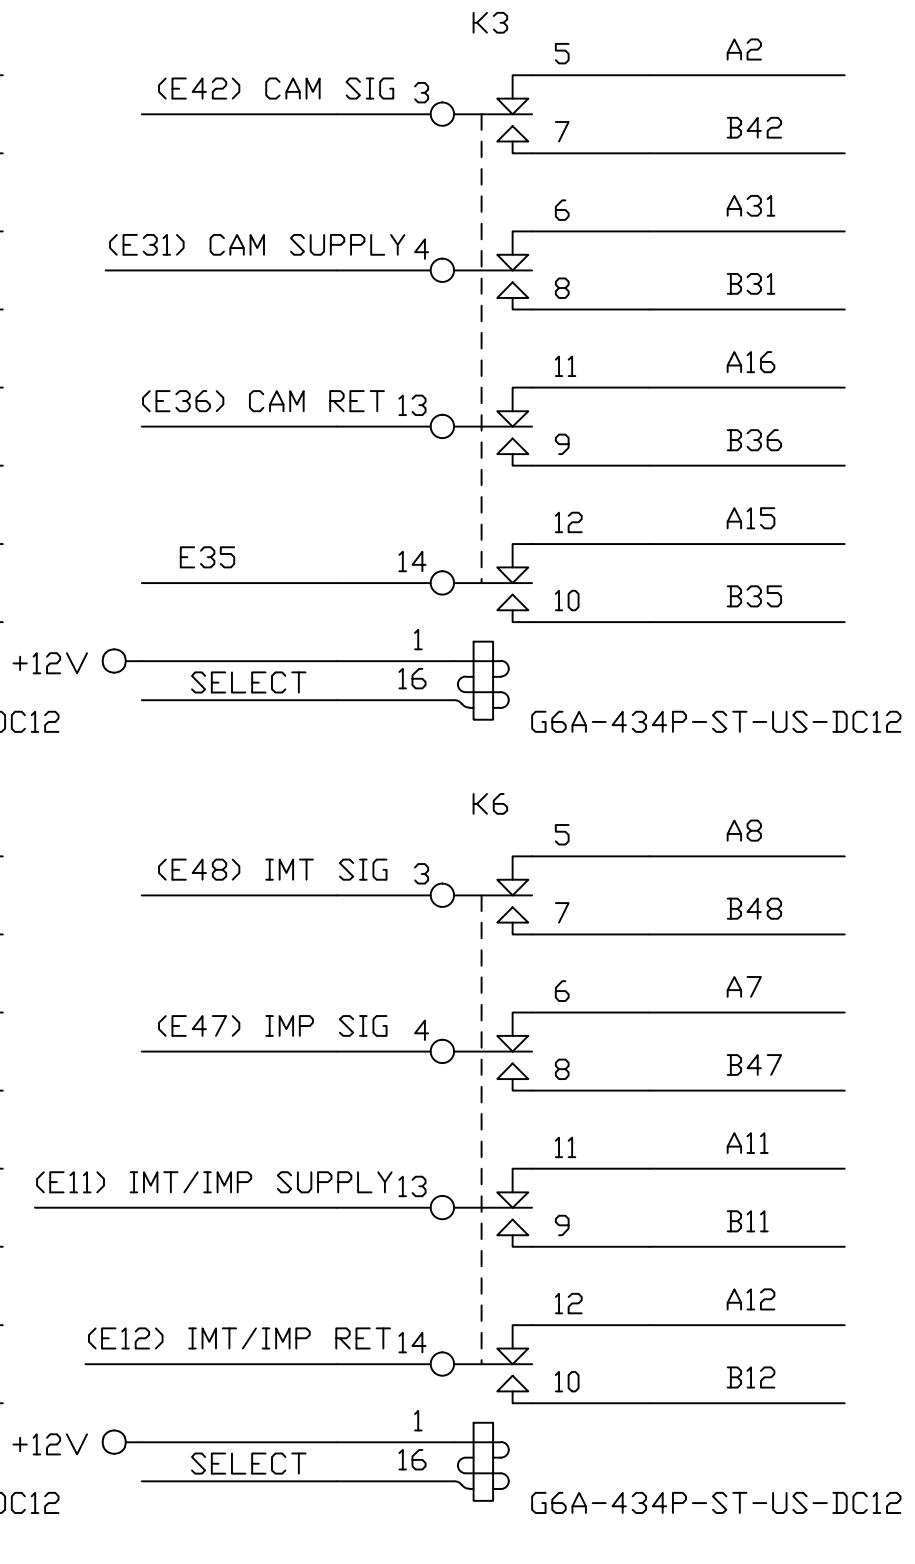 K3
5 A2
(E42) CAM SIG 3
7 B42
6 A31
(E31) CAM SUPPLY 4
8 B31
11 A16
(E36) CAM RET 13
9 B36
12 A15
E35 14
10 B35
1
+12V
SELECT 16
DC12 G6A-434P-ST-US-DC12
K6
5 A8
(E48) IMT SIG 3
7 B48
6 A7
(E47) IMP SIG 4
8 B47
11 A11
(E11) IMT/IMP SUPPLY 13
9 B11
12 A12
(E12) IMT/IMP RET 14
10 B12
1
+12V
SELECT 16
DC12 G6A-434P-ST-US-DC12